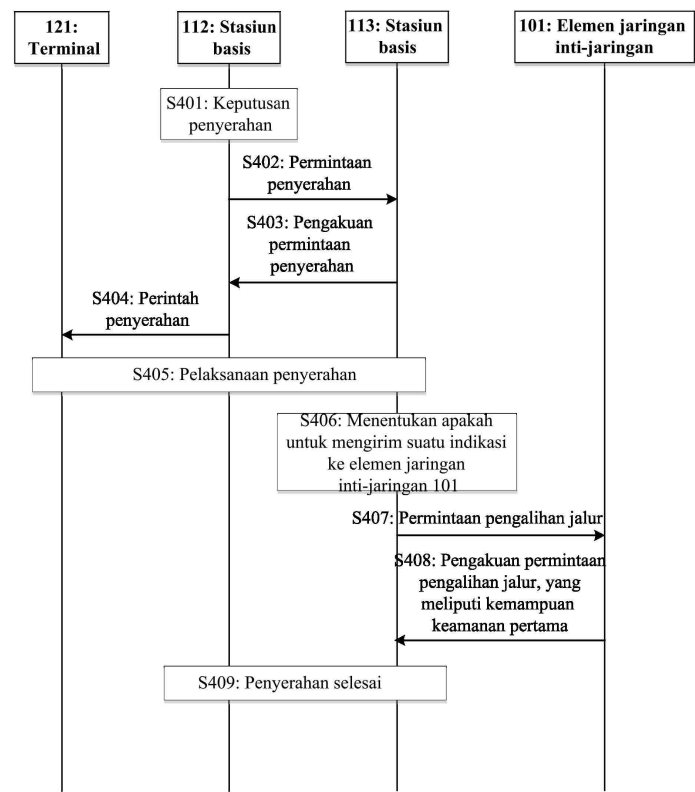 121:
Terminal
112: Stasiun
basis
113: Stasiun
basis
101: Elemen jaringan
inti-jaringan
S401: Keputusan
penyerahan
S402: Permintaan
penyerahan
S403: Pengakuan
permintaan
penyerahan
S404: Perintah
penyerahan
S405: Pelaksanaan penyerahan
S406: Menentukan apakah
untuk mengirim suatu indikasi
ke elemen jaringan
inti-jaringan 101
S407: Permintaan pengalihan jalur
S408: Pengakuan permintaan
pengalihan jalur, yang
meliputi kemampuan
keamanan pertama
S409: Penyerahan selesai